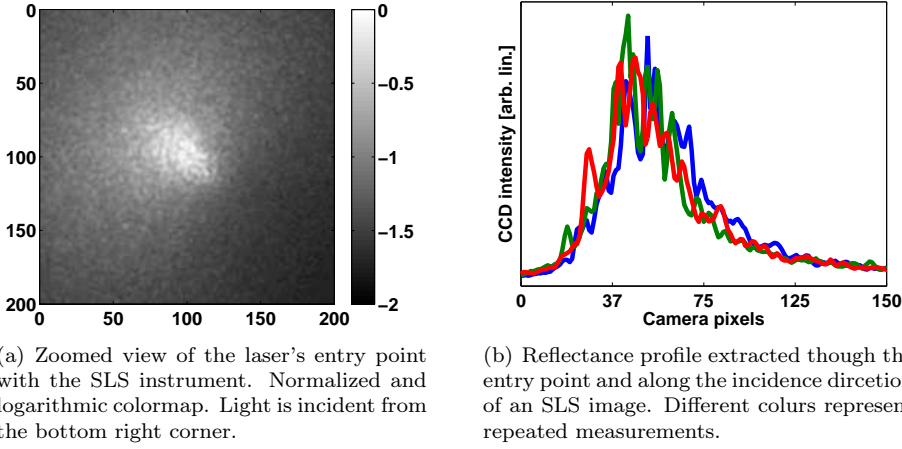 0
50
100
150
200
0 50 100 150 200
0
−0.5
−1
−1.5
−2
CCD intensity [arb. lin.]
0 37 75 125 150
Camera pixels
(a) Zoomed view of the laser's entry point
with the SLS instrument. Normalized and
logarithmic colormap. Light is incident from
the bottom right corner.
(b) Reflectance profile extracted though th
entry point and along the incidence dirctio
of an SLS image. Different colurs represen
repeated measurements.